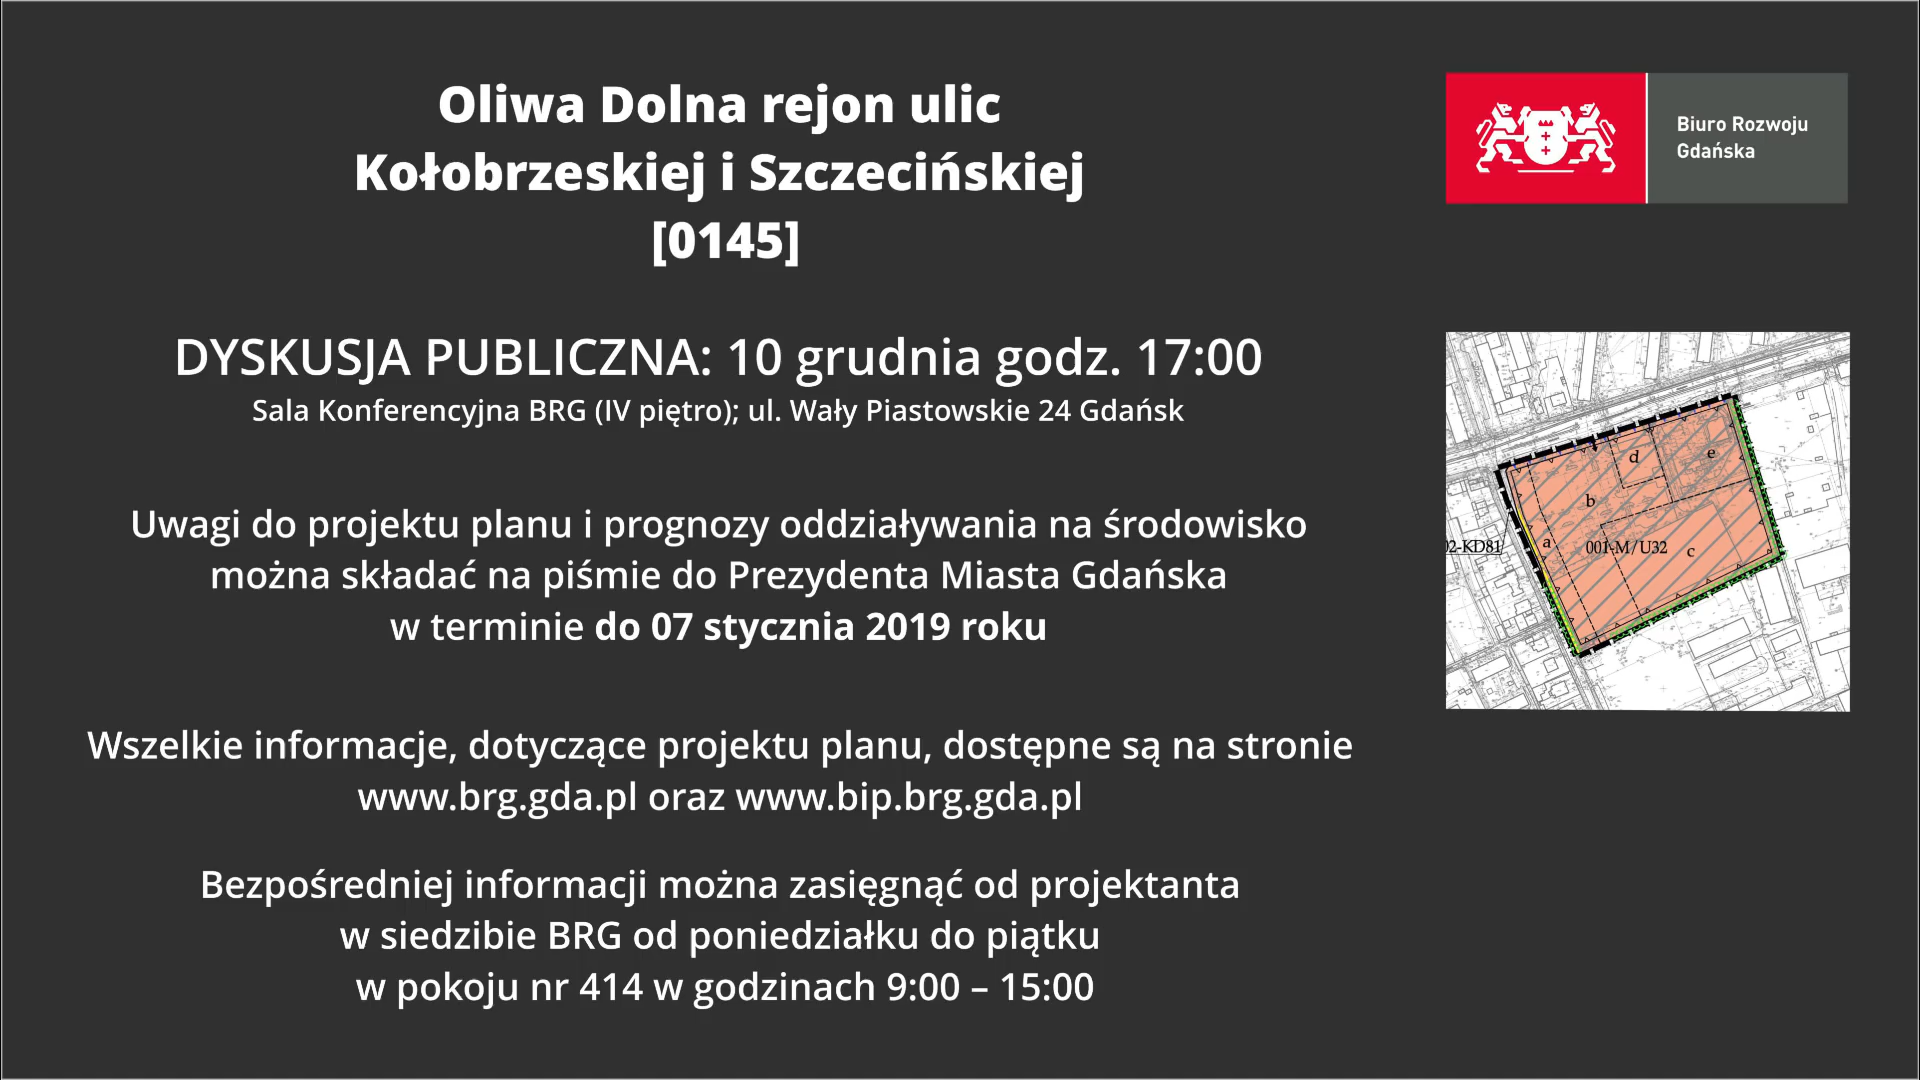 Oliwa Dolna rejon ulic
Kołobrzeskiej i Szczecińskiej
[0145]
Biuro Rozwoju
Gdańska
DYSKUSJA PUBLICZNA: 10 grudnia godz. 17:00
Sala Konferencyjna BRG (IV piętro); ul. Wały Piastowskie 24 Gdańsk
Uwagi do projektu planu i prognozy oddziaływania na środowisko
można składać na piśmie do Prezydenta Miasta Gdańska
w terminie do 07 stycznia 2019 roku
Wszelkie informacje, dotyczące projektu planu, dostępne są na stronie
www.brg.gda.pl oraz www.bip.brg.gda.pl
Bezpośredniej informacji można zasięgnąć od projektanta
w siedzibie BRG od poniedziałku do piątku
w pokoju nr 414 w godzinach 9:00 – 15:00
d
e
b
02-KD81
a
001-M/U32
c